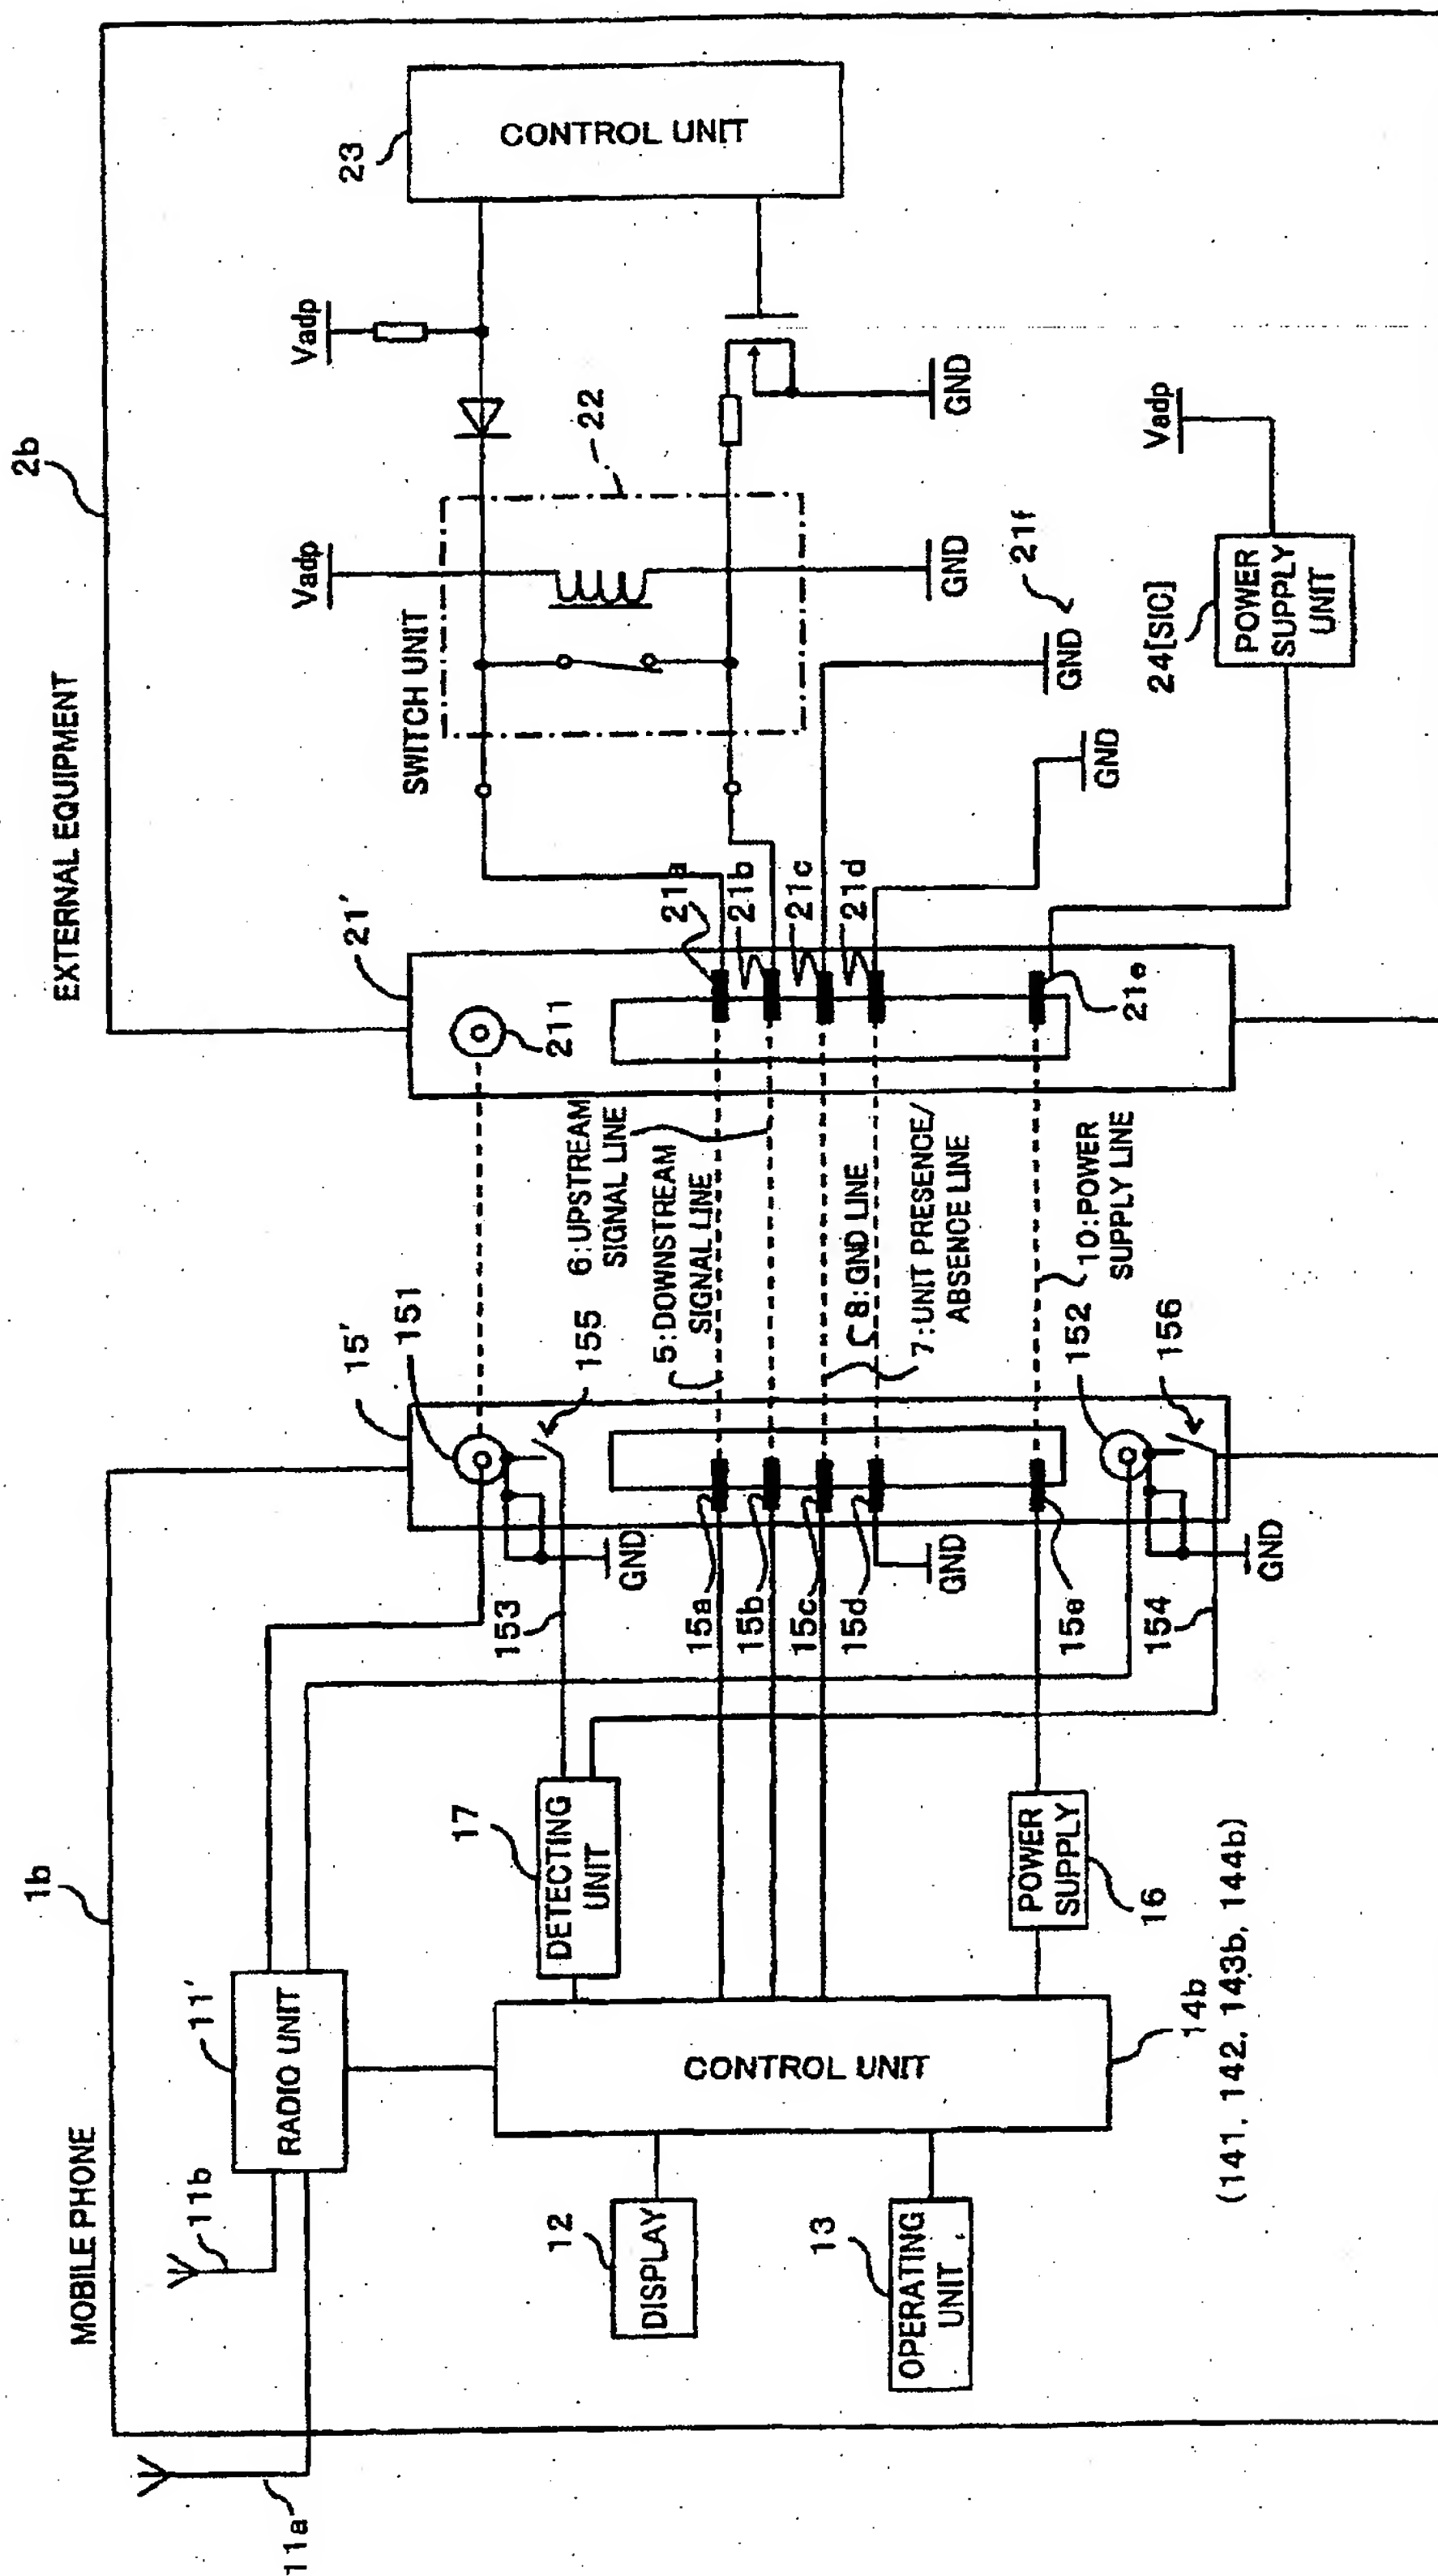 MOBILE PHONE
1b
EXTERNAL EQUIPMENT
2b
11a
11b
11'
RADIO UNIT
12
DISPLAY
13
OPERATING
UNIT
CONTROL UNIT
14b
(141, 142, 143b, 144b)
17
DETECTING
UNIT
POWER
SUPPLY
16
153
GND
15a
15b
15c
15d
GND
15e
154
GND
15'
151
155
152
156
5:DOWNSTREAM
SIGNAL LINE
6:UPSTREAM
SIGNAL LINE
8:GND LINE
7:UNIT PRESENCE/
ABSENCE LINE
10:POWER
SUPPLY LINE
21'
211
21a
21b
21c
21d
21e
SWITCH UNIT
22
Vadp
GND
GND
21f
GND
Vadp
GND
23
CONTROL UNIT
24[SIC]
POWER
SUPPLY
UNIT
Vadp